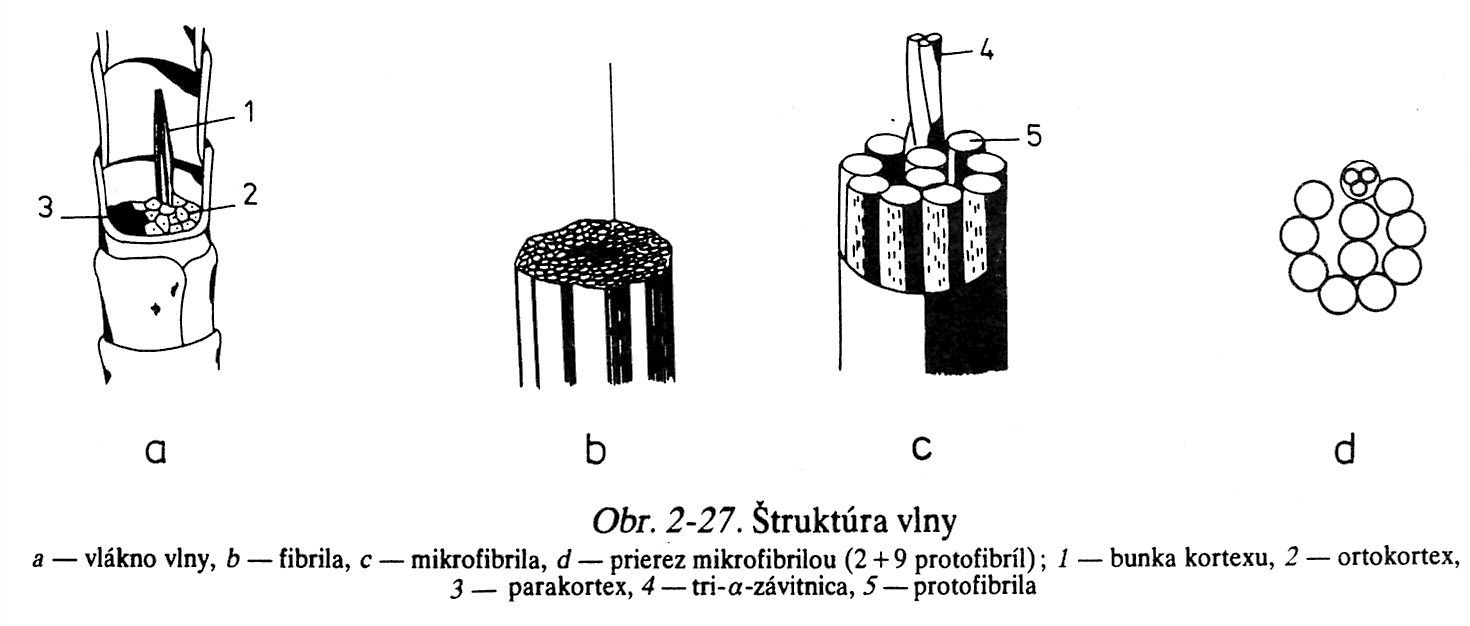 4
1
5
2
3
a
b
c
d
Obr. 2-27. Štruktúra vlny
a — vlákno vlny, b — fibrila, c — mikrofibrila, d — prierez mikrofibrilou (2 + 9 protofibríl); 1 — bunka kortexu, 2 — ortokortex,
3 — parakortex, 4 — tri-α-závitnica, 5 — protofibrila